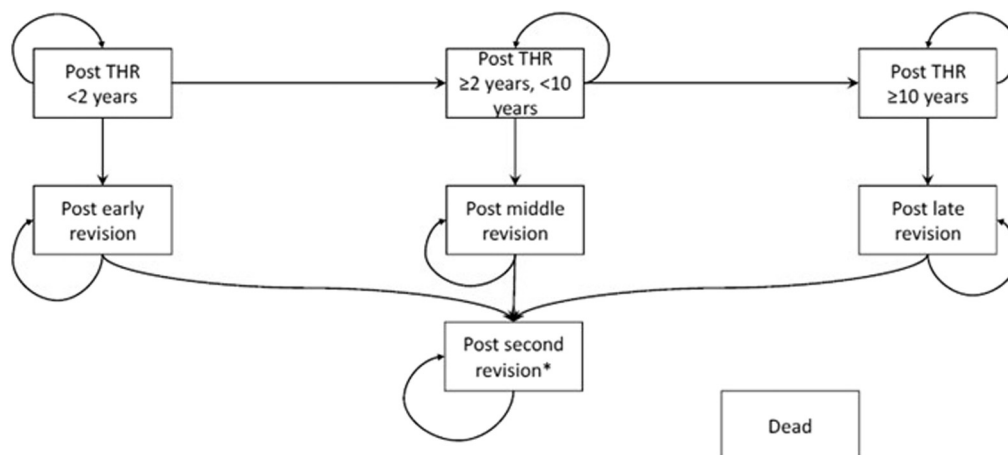 Post THR
<2 years
Post THR
≥2 years, <10
years
Post THR
≥10 years
Post early
revision
Post middle
revision
Post late
revision
Post second
revision*
Dead